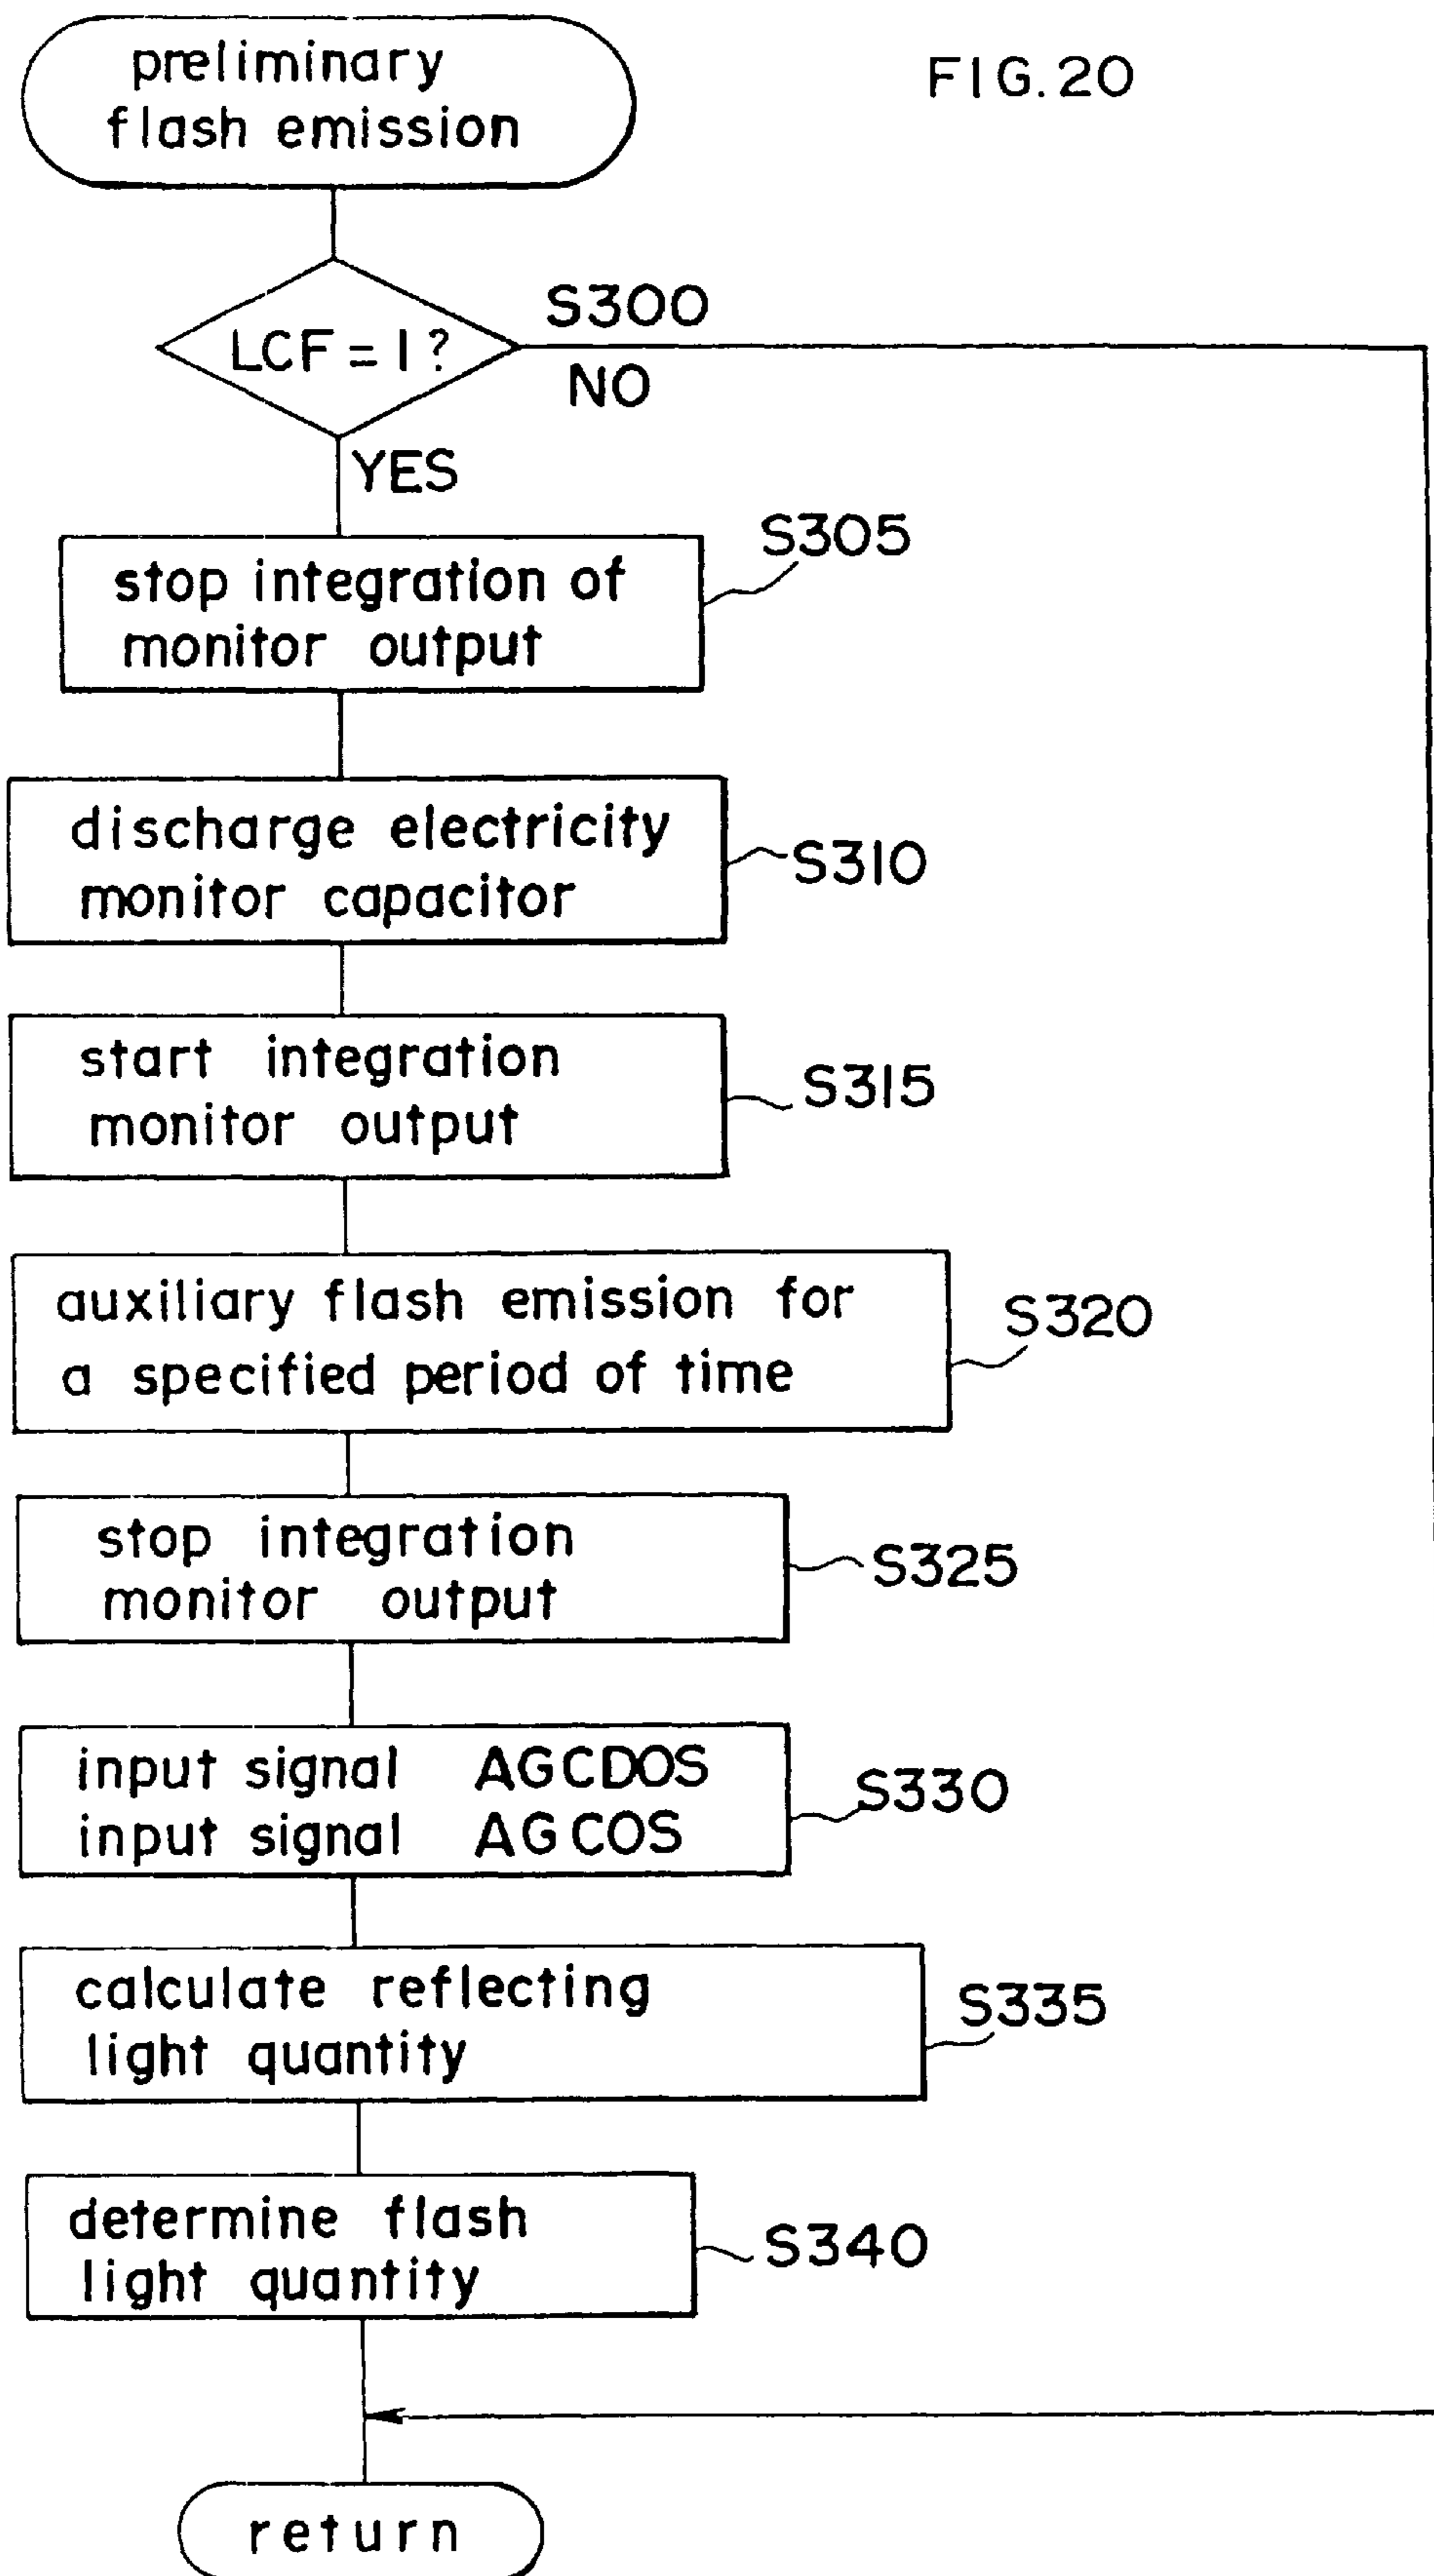 preliminary
flash emission
FIG.20
LCF=1?
S300
NO
YES
stop integration of
monitor output
S305
discharge electricity
monitor capacitor
S310
start integration
monitor output
S315
auxiliary flash emission for
a specified period of time
S320
stop integration
monitor output
S325
input signal AGCDOS
input signal AGCOS
S330
calculate reflecting
light quantity
S335
determine flash
light quantity
S340
return